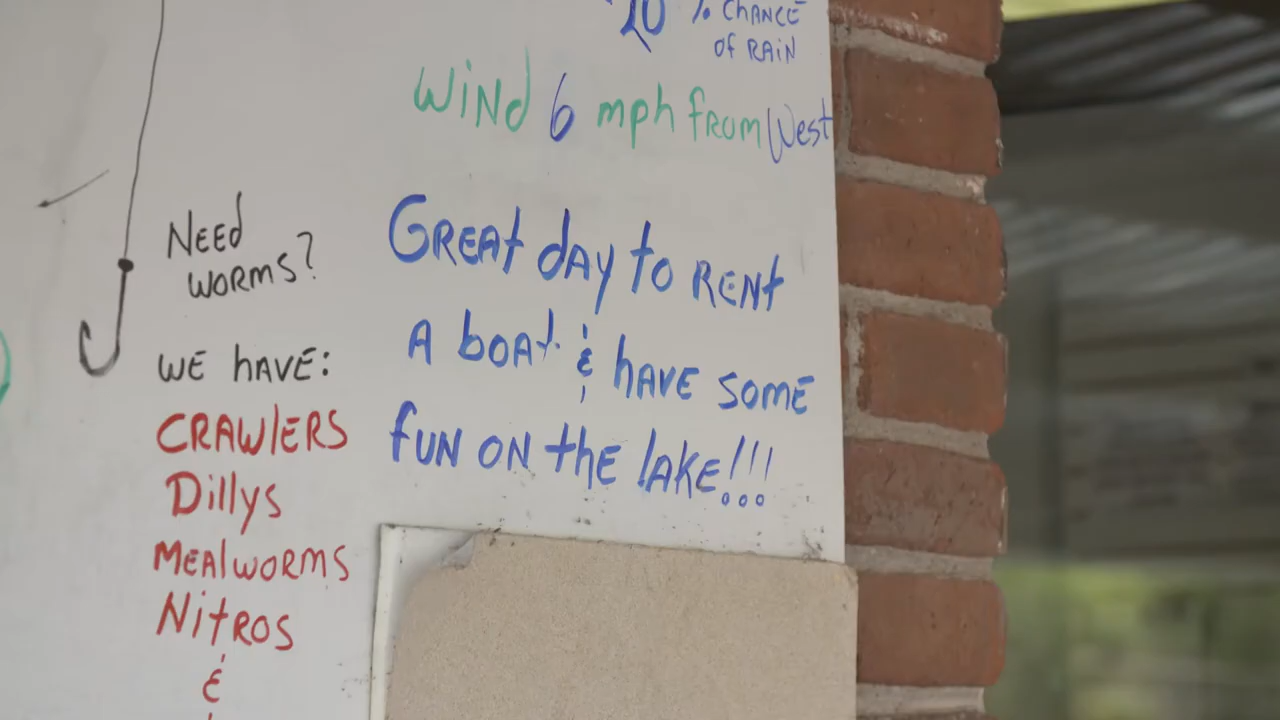 20 % CHANCE
OF RAIN
WiNd 6 mph fROM West
NEEd
WORMS?
WE hAVE:
CRAWlERS
Dillys
MEAlWORMS
NitROS
&
GREAt dAy to RENt
A bOAt & hAVE SOME
fUN ON thE lAKE!!!